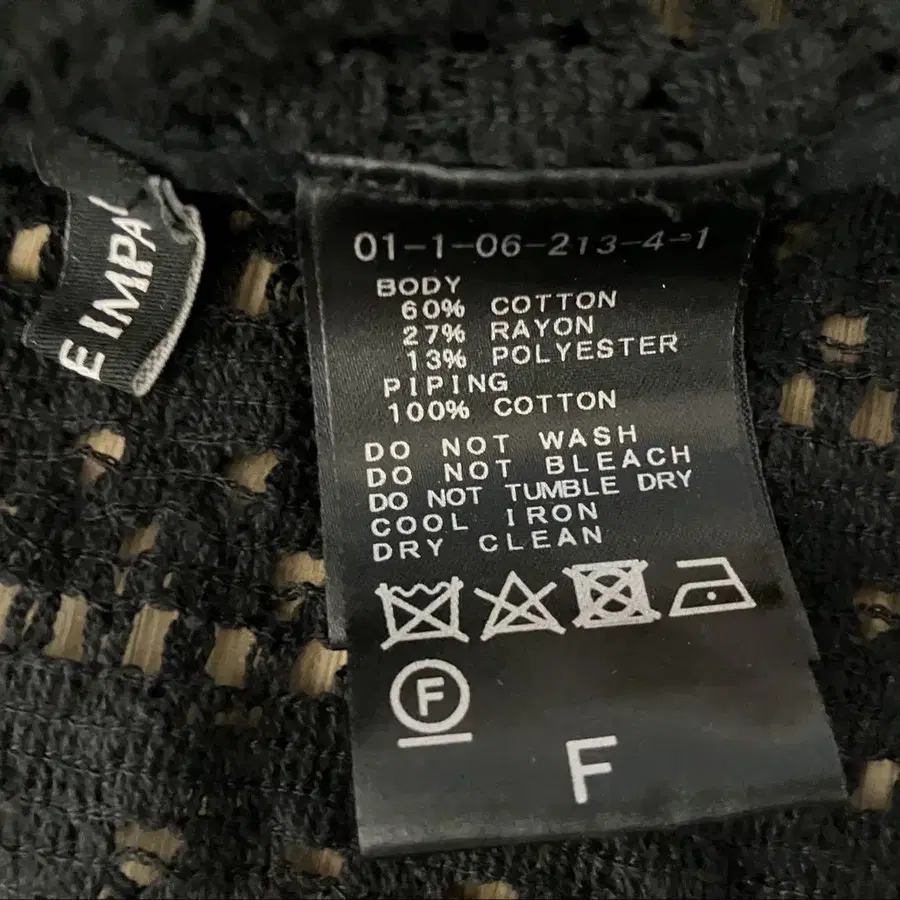 E IMPA
01-1-06-213-4-1
BODY
60% COTTON
27% RAYON
13% POLYESTER
PIPING
100% COTTON
DO NOT WASH
DO NOT BLEACH
DO NOT TUMBLE DRY
COOL IRON
DRY CLEAN
F
F